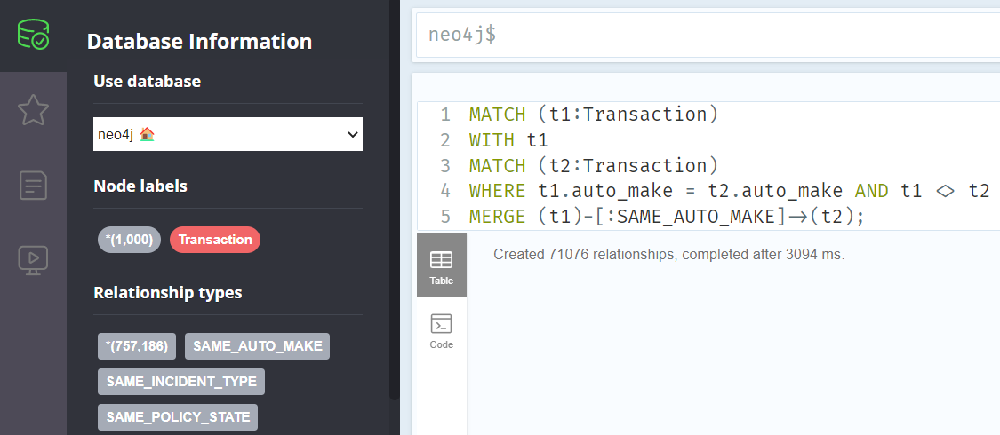 Database Information
Use database
neo4j
Node labels
*(1,000) Transaction
Relationship types
*(757,186) SAME_AUTO_MAKE
SAME_INCIDENT_TYPE
SAME_POLICY_STATE
neo4j$
1 MATCH (t1:Transaction)
2 WITH t1
3 MATCH (t2:Transaction)
4 WHERE t1.auto_make = t2.auto_make AND t1 <> t2
5 MERGE (t1)-[:SAME_AUTO_MAKE]->(t2);
Table
Created 71076 relationships, completed after 3094 ms.
Code